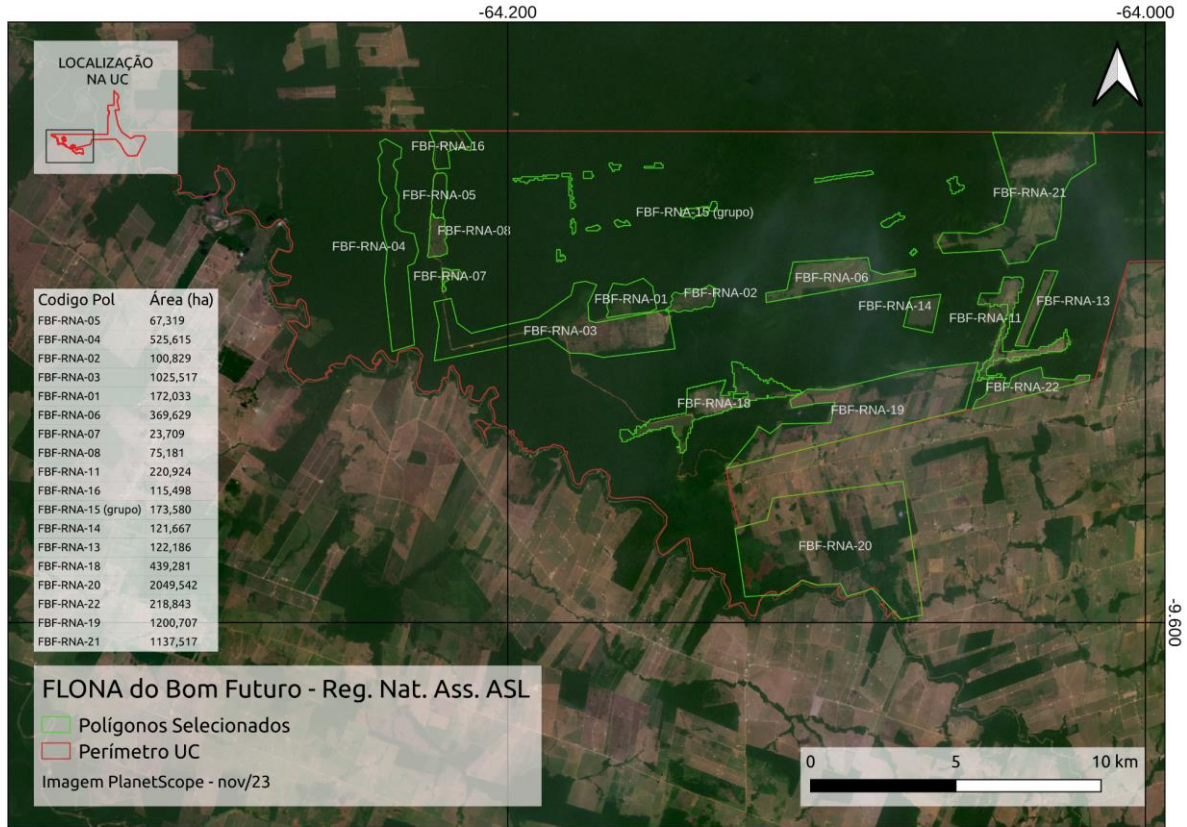 -64.200
-64.000
LOCALIZAÇÃO
NA UC
FBF-RNA-16
FBF-RNA-05
FBF-RNA-21
FBF-RNA-15 (grupo)
FBF-RNA-08
FBF-RNA-04
FBF-RNA-07
FBF-RNA-06
FBF-RNA-02
FBF-RNA-01
FBF-RNA-13
FBF-RNA-14
FBF-RNA-11
FBF-RNA-03
FBF-RNA-22
FBF-RNA-18
FBF-RNA-19
FBF-RNA-20
-9.600
Codigo Pol Área (ha)
FBF-RNA-05 67,319
FBF-RNA-04 525,615
FBF-RNA-02 100,829
FBF-RNA-03 1025,517
FBF-RNA-01 172,033
FBF-RNA-06 369,629
FBF-RNA-07 23,709
FBF-RNA-08 75,181
FBF-RNA-11 220,924
FBF-RNA-16 115,498
FBF-RNA-15 (grupo) 173,580
FBF-RNA-14 121,667
FBF-RNA-13 122,186
FBF-RNA-18 439,281
FBF-RNA-20 2049,542
FBF-RNA-22 218,843
FBF-RNA-19 1200,707
FBF-RNA-21 1137,517
FLONA do Bom Futuro - Reg. Nat. Ass. ASL
Polígonos Selecionados
Perímetro UC
Imagem PlanetScope - nov/23
0 5 10 km